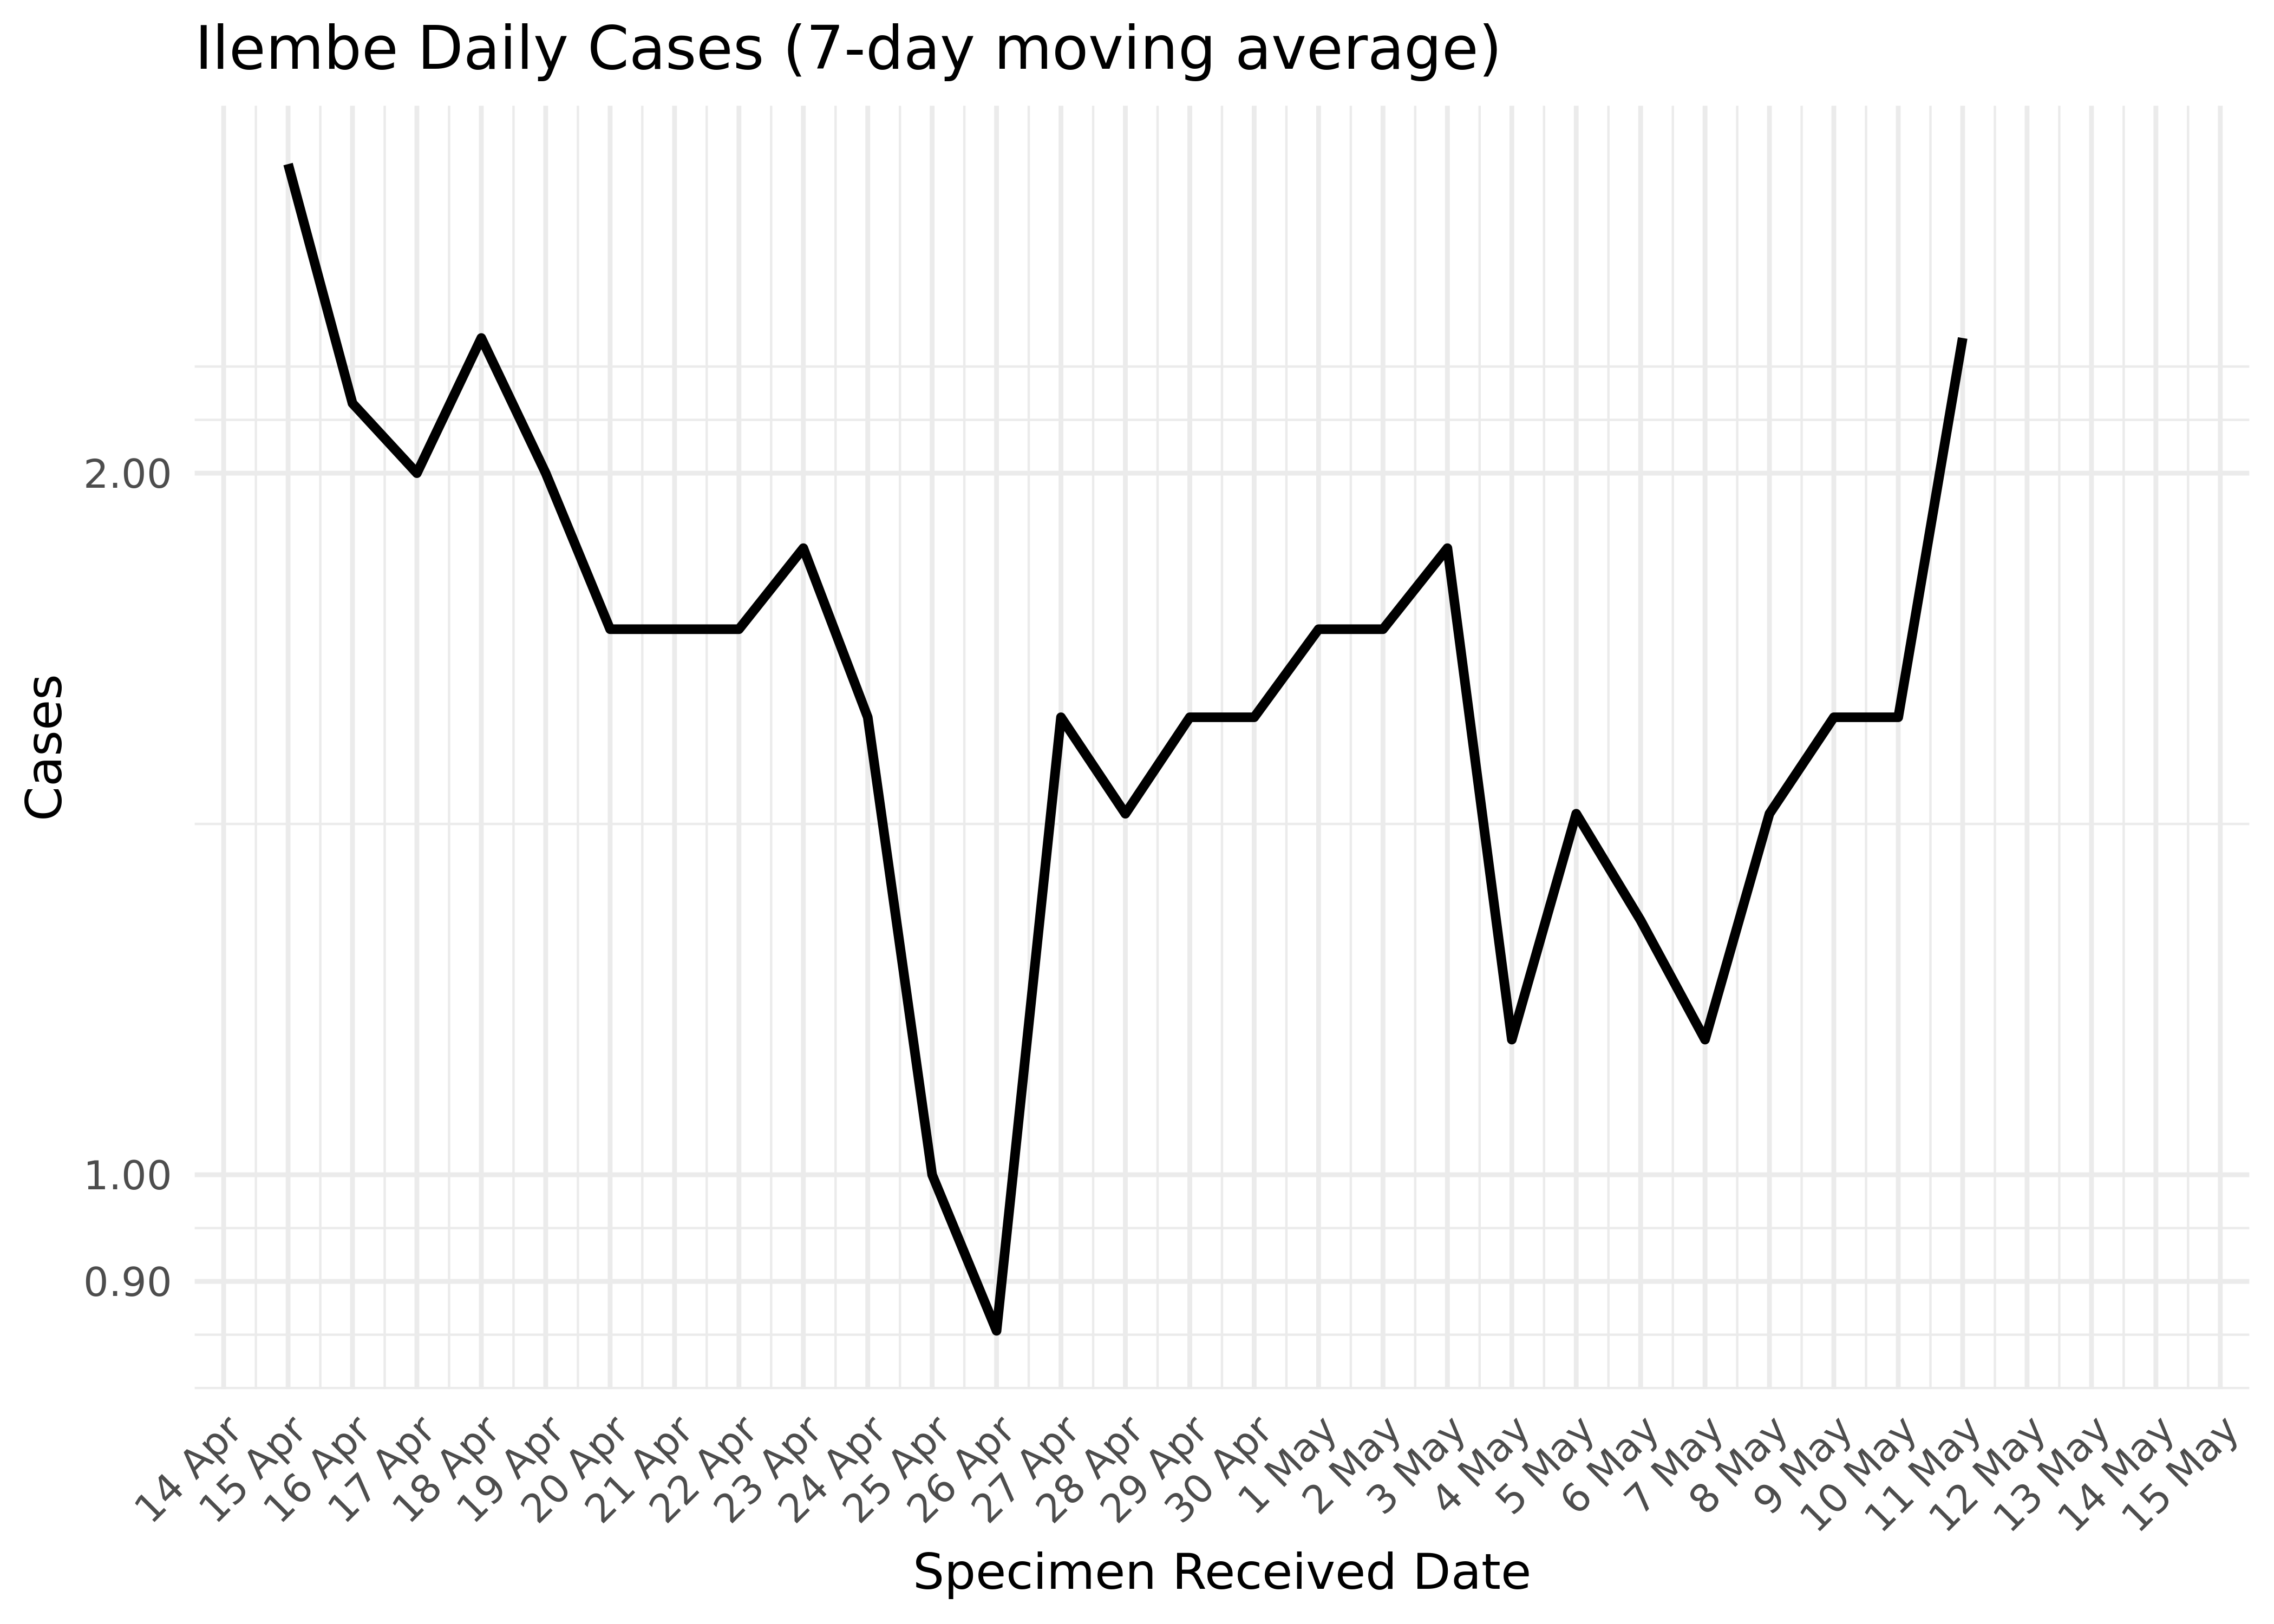 Ilembe Daily Cases (7-day moving average)
Cases
2.00
1.00
0.90
14 Apr
15 Apr
16 Apr
17 Apr
18 Apr
19 Apr
20 Apr
21 Apr
22 Apr
23 Apr
24 Apr
25 Apr
26 Apr
27 Apr
28 Apr
29 Apr
30 Apr
1 May
2 May
3 May
4 May
5 May
6 May
7 May
8 May
9 May
10 May
11 May
12 May
13 May
14 May
15 May
Specimen Received Date